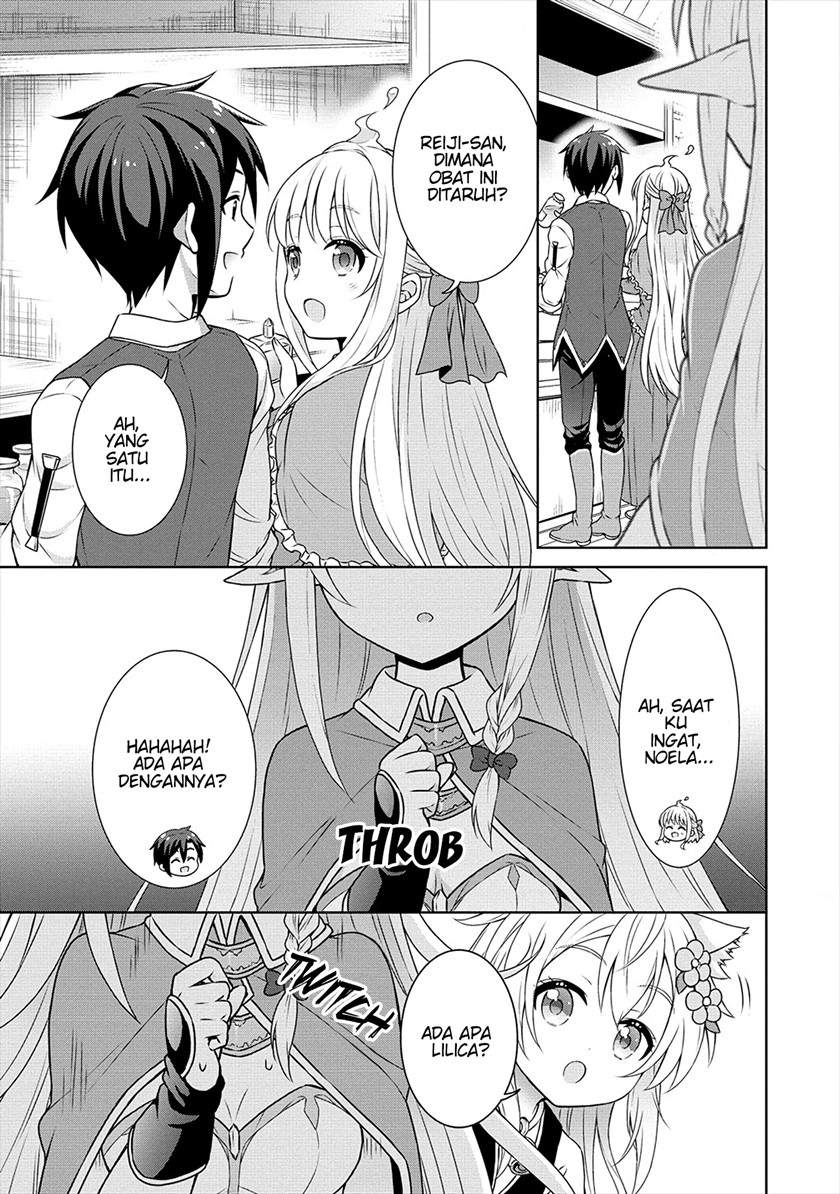 REIJI-SAN,
DIMANA
OBAT INI
DITARUH?
AH,
YANG
SATU
ITU...
AH, SAAT
KU
INGAT,
NOELA...
HAHAHAH!
ADA APA
DENGANNYA?
THROB
ADA APA
LILICA?
TWITCH